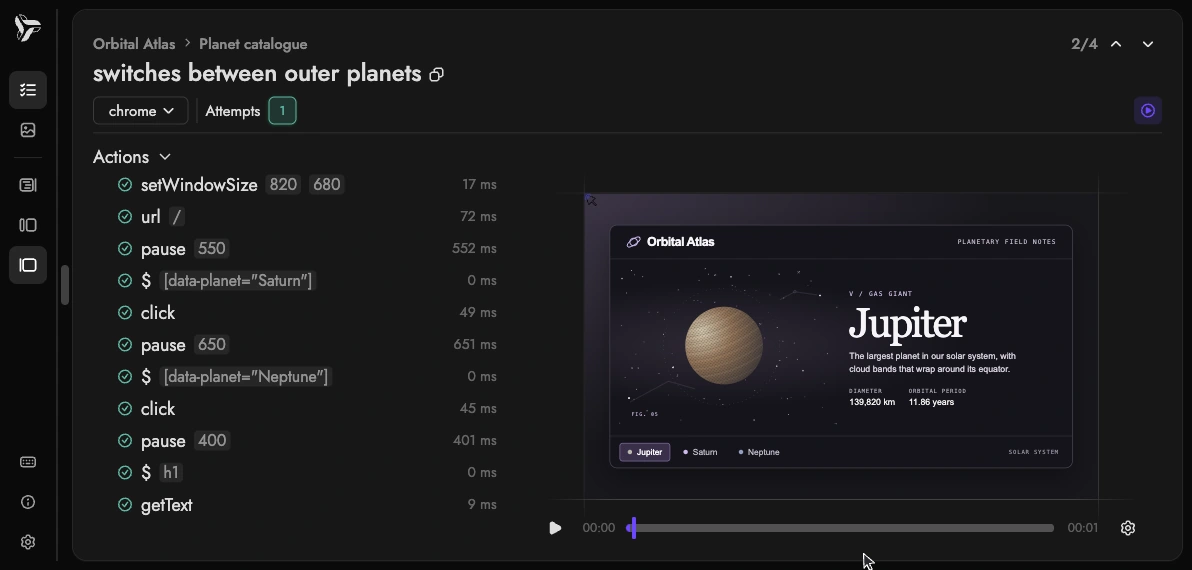 Orbital Atlas > Planet catalogue
2/4
switches between outer planets
chrome
Attempts 1
Actions
setWindowSize 820 680 17 ms
url / 72 ms
pause 550 552 ms
$ [data-planet="Saturn"] 0 ms
click 49 ms
pause 650 651 ms
$ [data-planet="Neptune"] 0 ms
click 45 ms
pause 400 401 ms
$ h1 0 ms
getText 9 ms
Orbital Atlas
PLANETARY FIELD NOTES
V / GAS GIANT
Jupiter
The largest planet in our solar system, with
cloud bands that wrap around its equator.
DIAMETER ORBITAL PERIOD
139,820 km 11.86 years
FIG. 05
Jupiter Saturn Neptune SOLAR SYSTEM
00:00 00:01